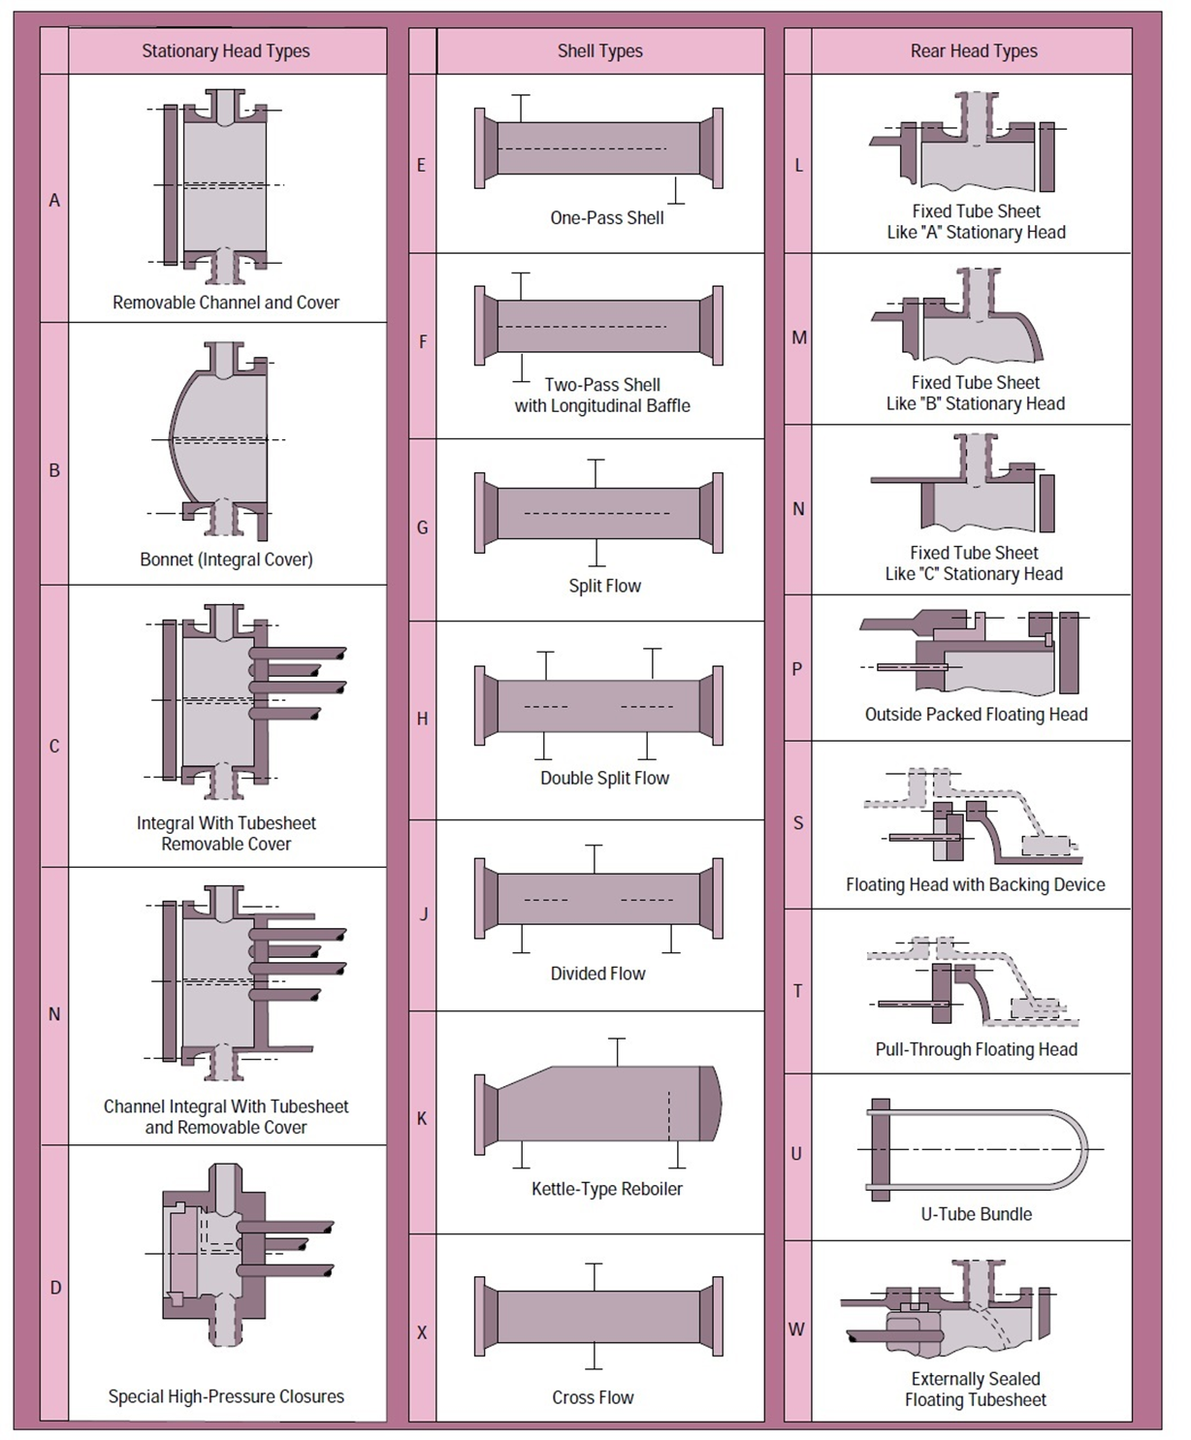 Stationary Head Types
A
Removable Channel and Cover
B
Bonnet (Integral Cover)
C
Integral With Tubesheet
Removable Cover
N
Channel Integral With Tubesheet
and Removable Cover
D
Special High-Pressure Closures
Shell Types
E
One-Pass Shell
F
Two-Pass Shell
with Longitudinal Baffle
G
Split Flow
H
Double Split Flow
J
Divided Flow
K
Kettle-Type Reboiler
X
Cross Flow
Rear Head Types
L
Fixed Tube Sheet
Like "A" Stationary Head
M
Fixed Tube Sheet
Like "B" Stationary Head
N
Fixed Tube Sheet
Like "C" Stationary Head
P
Outside Packed Floating Head
S
Floating Head with Backing Device
T
Pull-Through Floating Head
U
U-Tube Bundle
W
Externally Sealed
Floating Tubesheet